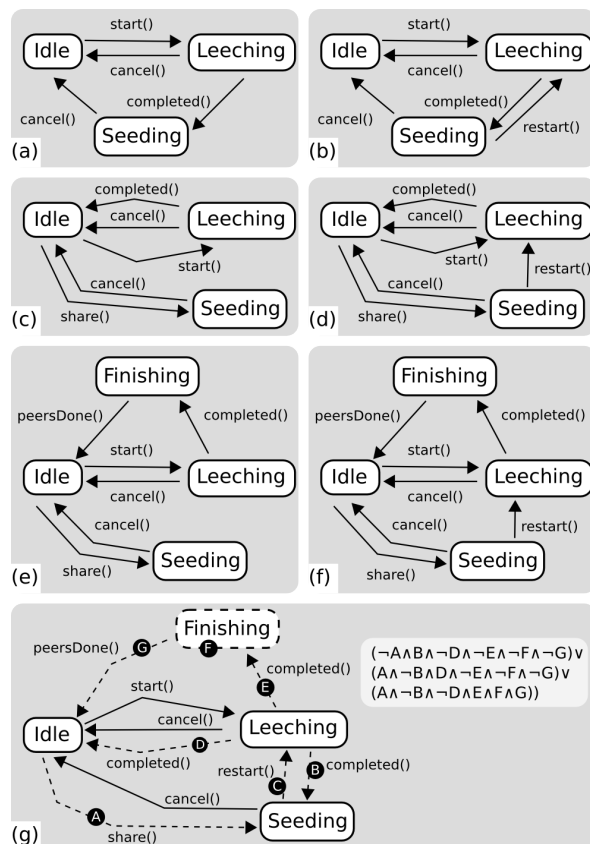 start()
Idle
Leeching
cancel()
completed()
cancel()
Seeding
(a)
start()
Idle
Leeching
cancel()
completed()
cancel()
restart()
Seeding
(b)
completed()
Idle
cancel()
Leeching
start()
cancel()
Seeding
share()
(c)
completed()
Idle
cancel()
Leeching
start()
restart()
cancel()
Seeding
share()
(d)
Finishing
peersDone()
completed()
start()
Idle
Leeching
cancel()
cancel()
Seeding
share()
(e)
Finishing
peersDone()
completed()
start()
Idle
Leeching
cancel()
cancel()
restart()
Seeding
share()
(f)
Finishing
peersDone()
G
F
completed()
E
(¬A∧B∧¬D∧¬E∧¬F∧¬G)∨
(A∧¬B∧D∧¬E∧¬F∧¬G)∨
(A∧¬B∧¬D∧E∧F∧G))
start()
Idle
cancel()
Leeching
D
completed()
restart()
B
completed()
C
cancel()
A
share()
Seeding
(g)